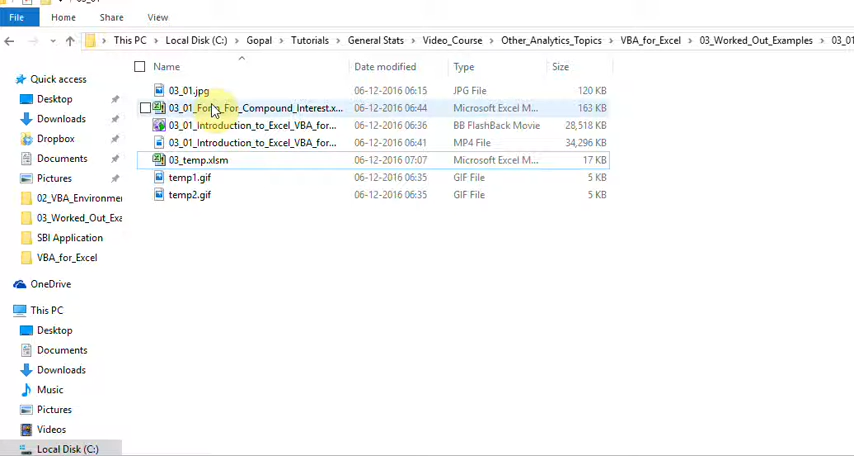 03_01
File Home Share View
This PC Local Disk (C:) Gopal Tutorials General Stats Video_Course Other_Analytics_Topics VBA_for_Excel 03_Worked_Out_Examples 03_01
Quick access
Desktop
Downloads
Dropbox
Documents
Pictures
02_VBA_Environmen
03_Worked_Out_Exa
SBI Application
VBA_for_Excel
OneDrive
This PC
Desktop
Documents
Downloads
Music
Pictures
Videos
Local Disk (C:)
Name Date modified Type Size
03_01.jpg 06-12-2016 06:15 JPG File 120 KB
03_01_Form_For_Compound_Interest.x... 06-12-2016 06:44 Microsoft Excel M... 163 KB
03_01_Introduction_to_Excel_VBA_for... 06-12-2016 06:36 BB FlashBack Movie 28,518 KB
03_01_Introduction_to_Excel_VBA_for... 06-12-2016 06:41 MP4 File 34,296 KB
03_temp.xlsm 06-12-2016 07:07 Microsoft Excel M... 17 KB
temp1.gif 06-12-2016 06:35 GIF File 5 KB
temp2.gif 06-12-2016 06:35 GIF File 5 KB